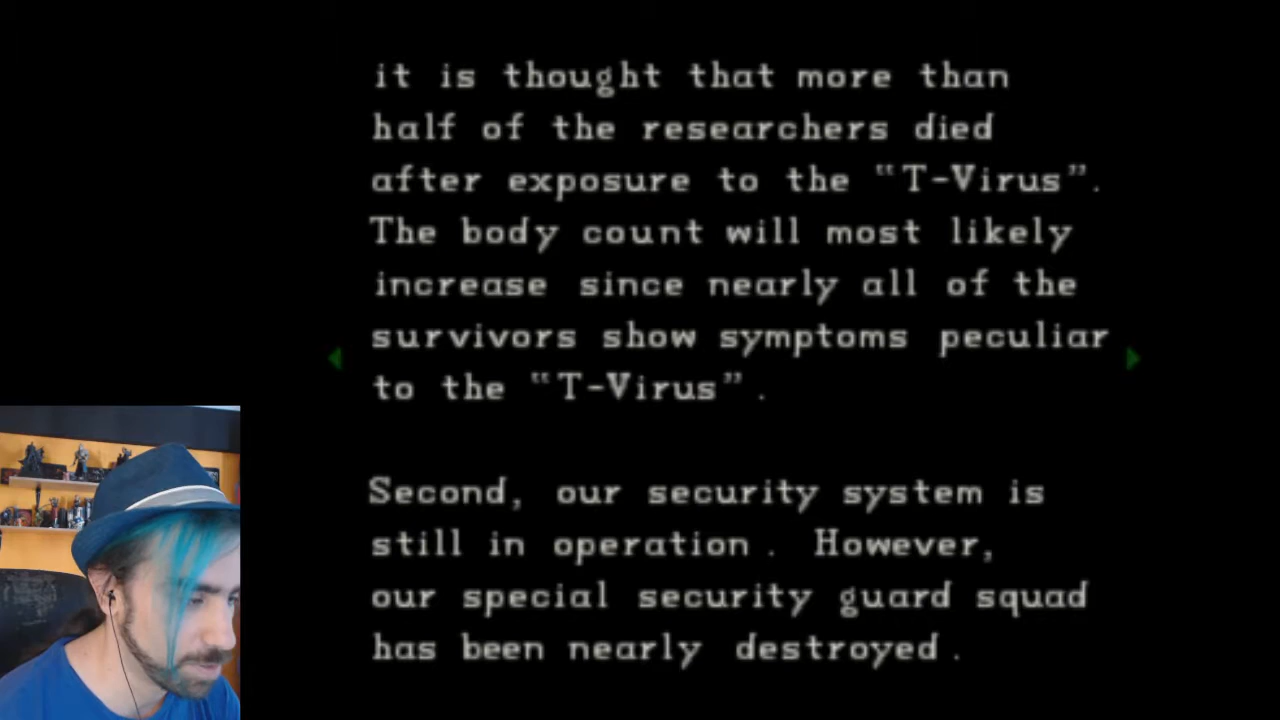 it is thought that more than
half of the researchers died
after exposure to the "T-Virus".
The body count will most likely
increase since nearly all of the
survivors show symptoms peculiar
to the "T-Virus".
Second, our security system is
still in operation. However,
our special security guard squad
has been nearly destroyed.